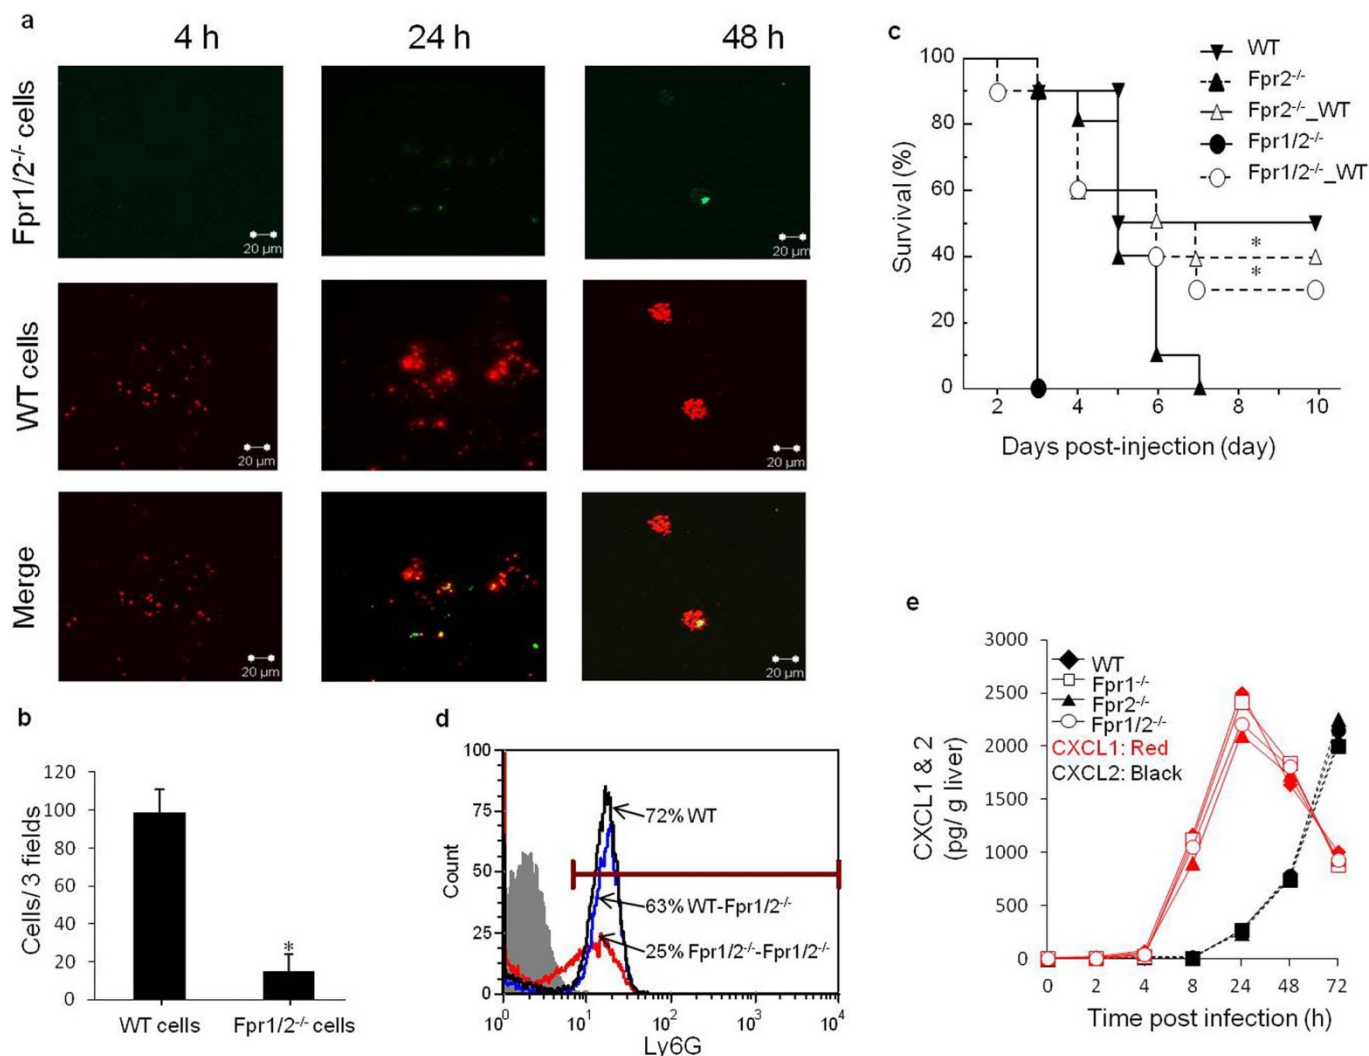 a
4 h 24 h 48 h
Fpr1/2-/- cells
20 µm 20 µm 20 µm
WT cells
20 µm 20 µm 20 µm
Merge
20 µm 20 µm 20 µm
b
120
100
80
60
40
20
0
Cells/ 3 fields
*
WT cells Fpr1/2-/- cells
c
WT
Fpr2-/-
Fpr2-/-_WT
Fpr1/2-/-
Fpr1/2-/-_WT
100
80
60
40
20
0
Survival (%)
*
*
2 4 6 8 10
Days post-injection (day)
d
100
75
50
25
0
Count
72% WT
63% WT-Fpr1/2-/-
25% Fpr1/2-/--Fpr1/2-/-
10^0 10^1 10^2 10^3 10^4
Ly6G
e
3000
2500
2000
1500
1000
500
0
CXCL1 & 2
(pg/ g liver)
WT
Fpr1-/-
Fpr2-/-
Fpr1/2-/-
CXCL1: Red
CXCL2: Black
0 2 4 8 24 48 72
Time post infection (h)